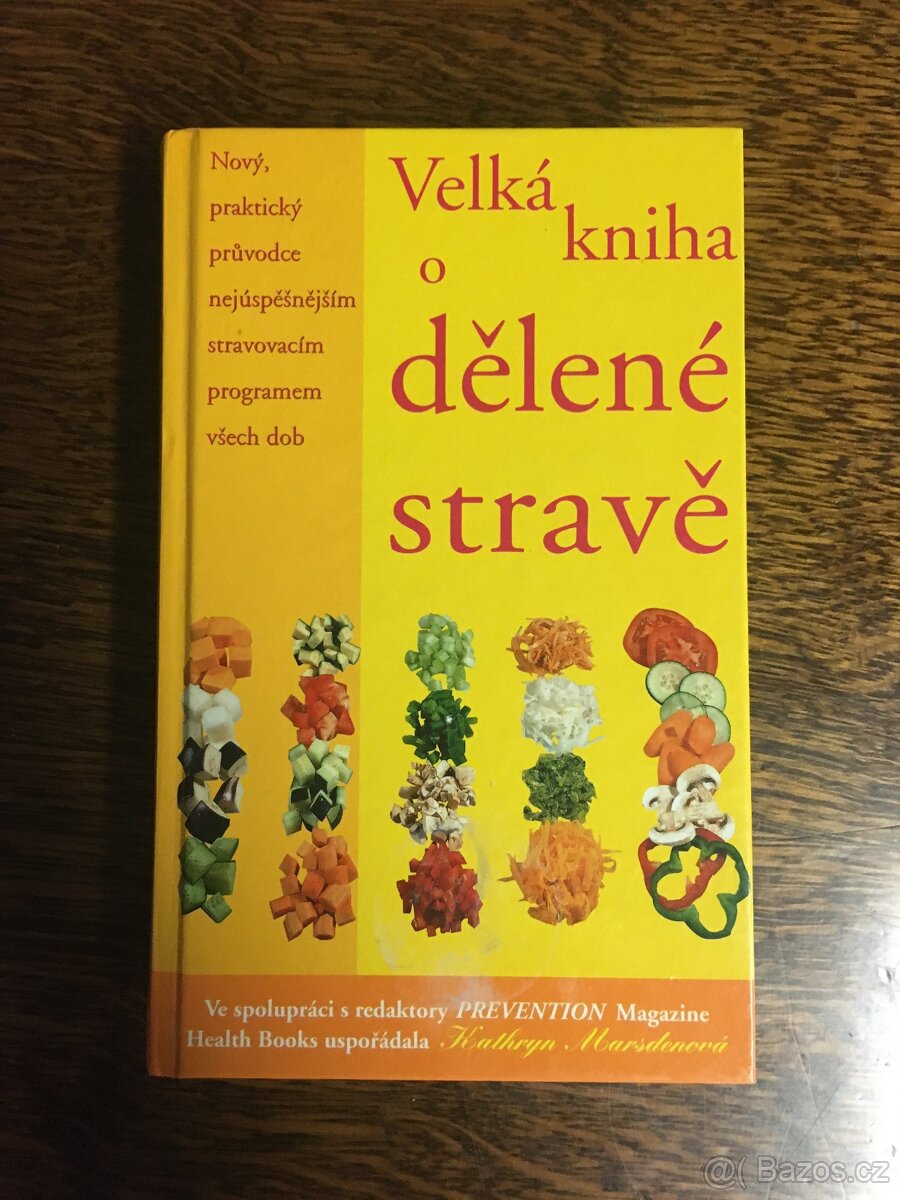 Nový,
praktický
průvodce
nejúspěšnějším
stravovacím
programem
všech dob
Velká
kniha
o
dělené
stravě
Ve spolupráci s redaktory PREVENTION Magazine
Health Books uspořádala Kathryn Marsdenová
@( Bazos.cz